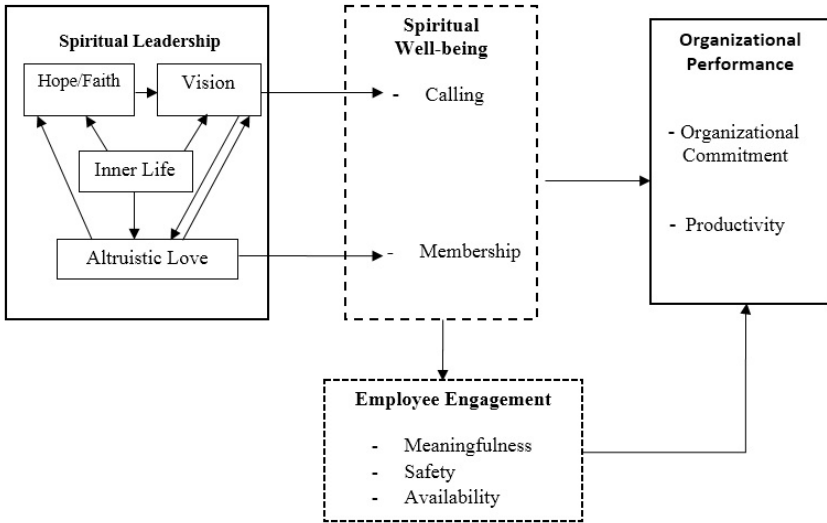 Spiritual Leadership
Hope/Faith
Vision
Inner Life
Altruistic Love
Spiritual
Well-being
- Calling
- Membership
Organizational
Performance
- Organizational
Commitment
- Productivity
Employee Engagement
- Meaningfulness
- Safety
- Availability